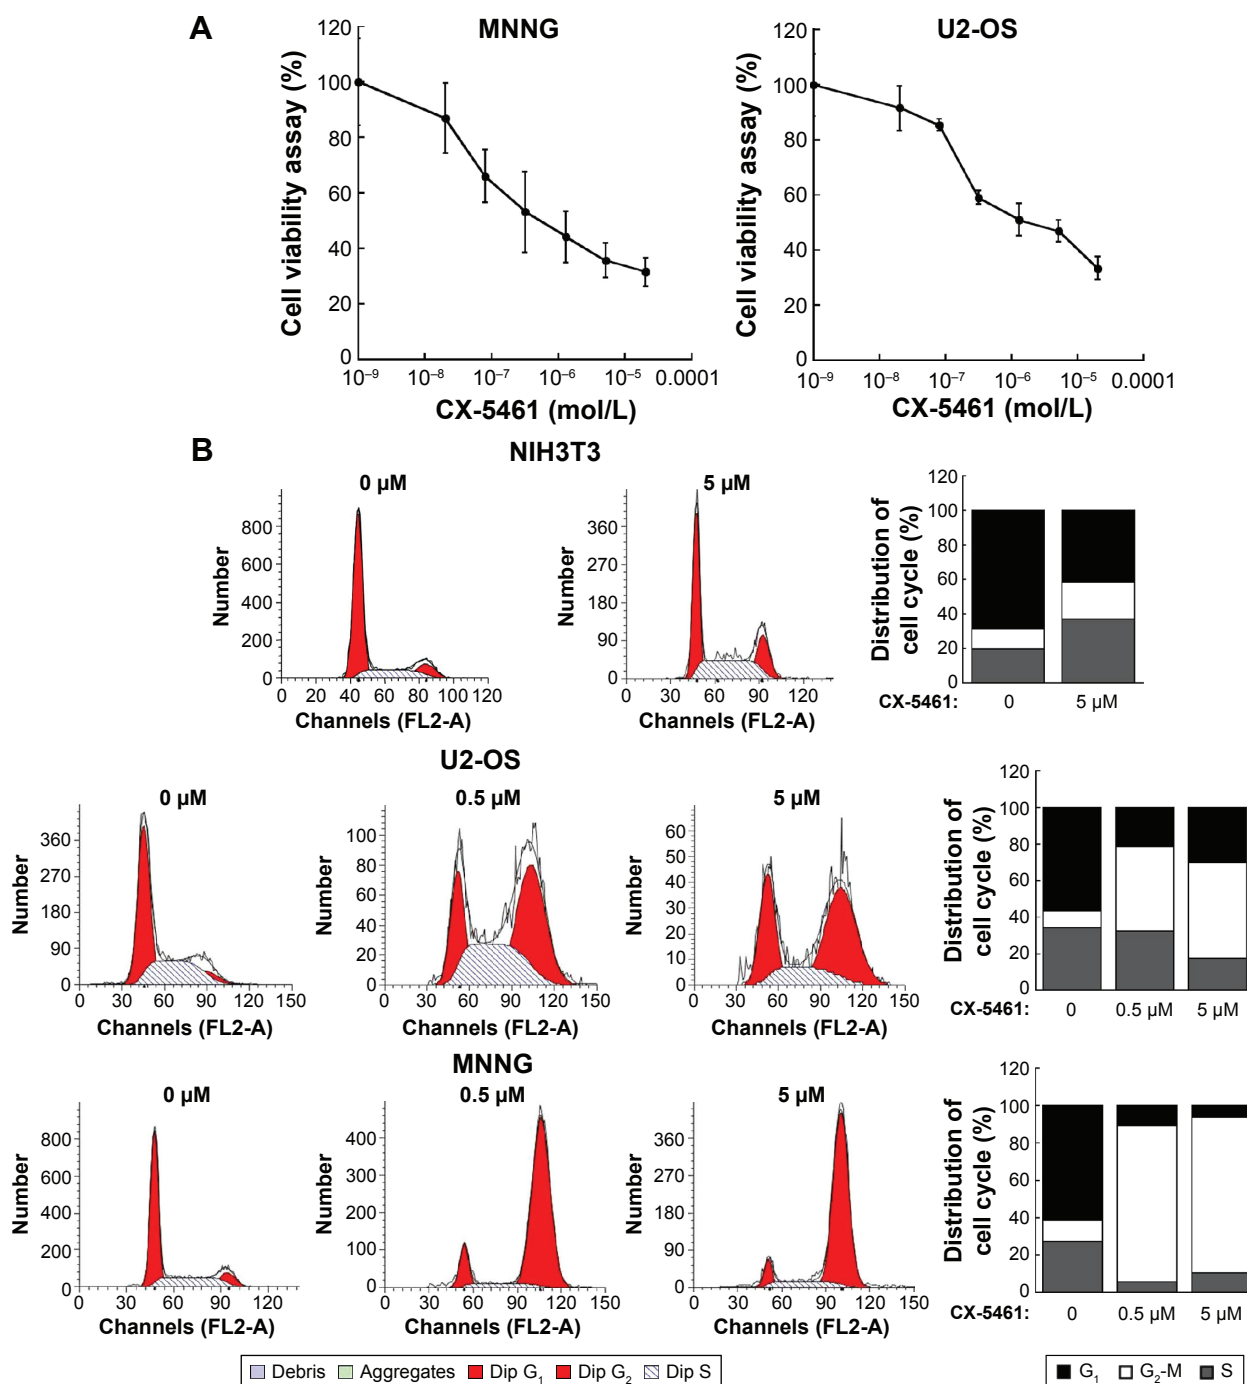 A
MNNG
U2-OS
Cell viability assay (%)
120
100
80
60
40
20
0
10⁻⁹ 10⁻⁸ 10⁻⁷ 10⁻⁶ 10⁻⁵ 0.0001
CX-5461 (mol/L)
Cell viability assay (%)
120
100
80
60
40
20
0
10⁻⁹ 10⁻⁸ 10⁻⁷ 10⁻⁶ 10⁻⁵ 0.0001
CX-5461 (mol/L)
B
NIH3T3
0 µM
Number
800
600
400
200
0
0 20 40 60 80 100 120
Channels (FL2-A)
5 µM
Number
360
270
180
90
0
0 30 60 90 120
Channels (FL2-A)
Distribution of
cell cycle (%)
120
100
80
60
40
20
0
CX-5461: 0 5 µM
U2-OS
0 µM
Number
360
270
180
90
0
0 30 60 90 120 150
Channels (FL2-A)
0.5 µM
Number
100
80
60
40
20
0
0 30 60 90 120 150
Channels (FL2-A)
5 µM
Number
60
50
40
30
20
10
0
0 30 60 90 120 150
Channels (FL2-A)
Distribution of
cell cycle (%)
120
100
80
60
40
20
0
CX-5461: 0 0.5 µM 5 µM
MNNG
0 µM
Number
800
600
400
200
0
0 30 60 90 120
Channels (FL2-A)
0.5 µM
Number
400
300
200
100
0
0 30 60 90 120 150
Channels (FL2-A)
5 µM
Number
360
270
180
90
0
0 30 60 90 120 150
Channels (FL2-A)
Distribution of
cell cycle (%)
120
100
80
60
40
20
0
CX-5461: 0 0.5 µM 5 µM
Debris Aggregates Dip G₁ Dip G₂ Dip S
G₁ G₂-M S